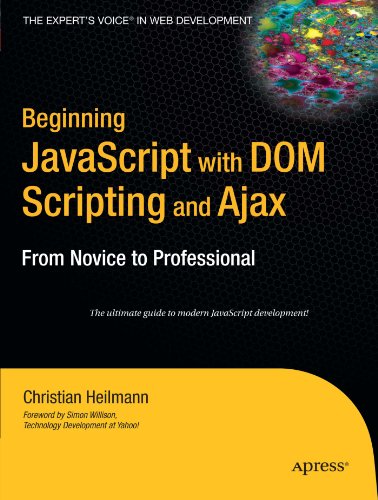 THE EXPERT'S VOICE® IN WEB DEVELOPMENT
Beginning
JavaScript with DOM
Scripting and Ajax
From Novice to Professional
The ultimate guide to modern JavaScript development!
Christian Heilmann
Foreword by Simon Willison,
Technology Development at Yahoo!
Apress®